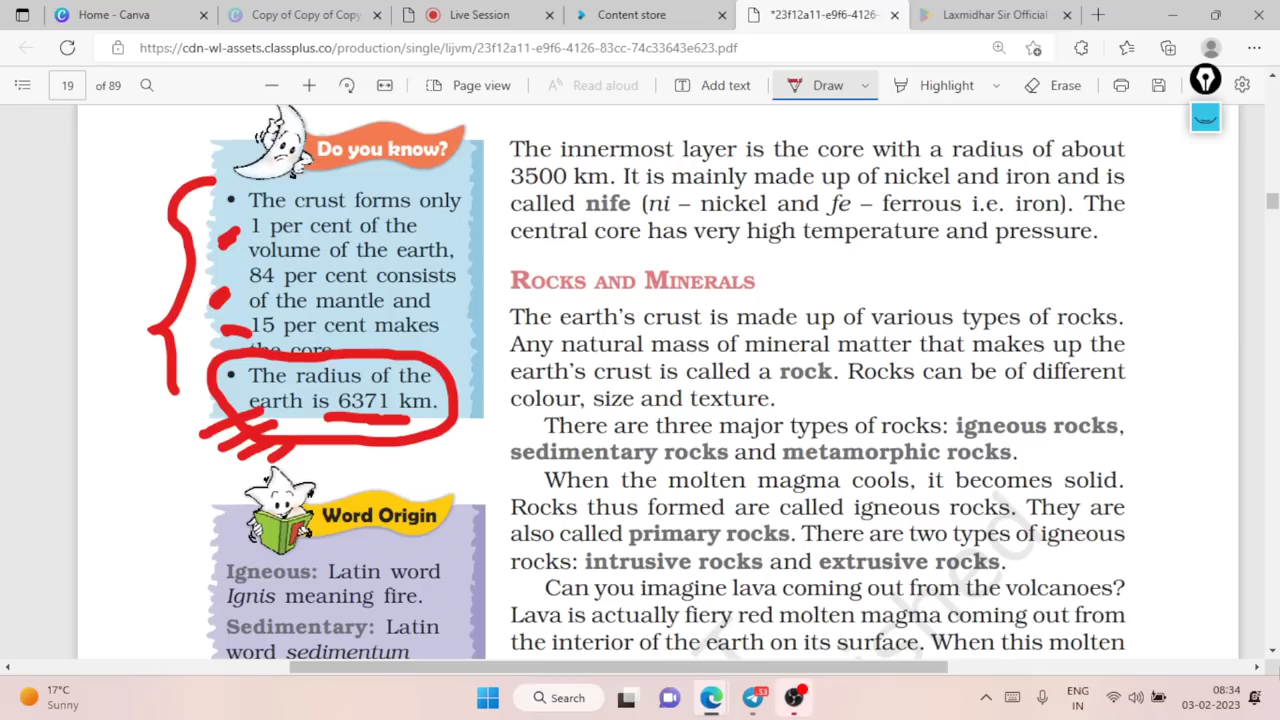 Home - Canva
Copy of Copy of Copy
Live Session
Content store
*23f12a11-e9f6-4126-
Laxmidhar Sir Official -
https://cdn-wl-assets.classplus.co/production/single/lijvm/23f12a11-e9f6-4126-83cc-74c33643e623.pdf
19 of 89
Page view
Read aloud
Add text
Draw
Highlight
Erase
Do you know?
• The crust forms only
1 per cent of the
volume of the earth,
84 per cent consists
of the mantle and
15 per cent makes
the core.
• The radius of the
earth is 6371 km.
Word Origin
Igneous: Latin word
Ignis meaning fire.
Sedimentary: Latin
word sedimentum
The innermost layer is the core with a radius of about
3500 km. It is mainly made up of nickel and iron and is
called nife (ni – nickel and fe – ferrous i.e. iron). The
central core has very high temperature and pressure.
ROCKS AND MINERALS
The earth's crust is made up of various types of rocks.
Any natural mass of mineral matter that makes up the
earth's crust is called a rock. Rocks can be of different
colour, size and texture.
There are three major types of rocks: igneous rocks,
sedimentary rocks and metamorphic rocks.
When the molten magma cools, it becomes solid.
Rocks thus formed are called igneous rocks. They are
also called primary rocks. There are two types of igneous
rocks: intrusive rocks and extrusive rocks.
Can you imagine lava coming out from the volcanoes?
Lava is actually fiery red molten magma coming out from
the interior of the earth on its surface. When this molten
17°C
Sunny
Search
53
ENG
IN
08:34
03-02-2023